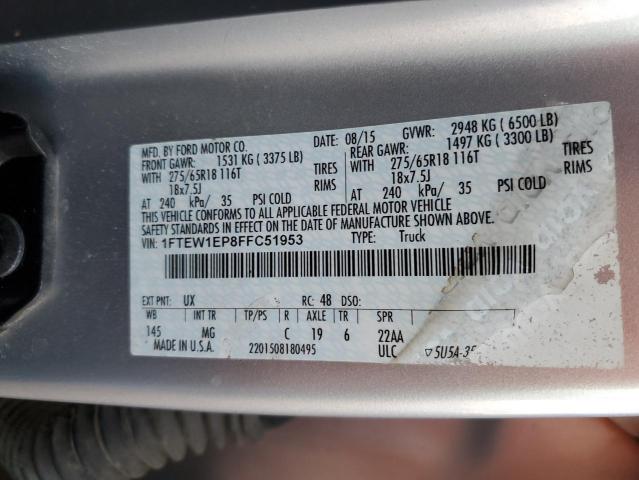 MFD. BY FORD MOTOR CO. DATE: 08/15 GVWR: 2948 KG ( 6500 LB)
FRONT GAWR: 1531 KG ( 3375 LB) REAR GAWR: 1497 KG ( 3300 LB)
WITH 275/65R18 116T TIRES WITH 275/65R18 116T TIRES
18x7.5J RIMS 18x7.5J RIMS
AT 240 kPa/ 35 PSI COLD AT 240 kPa/ 35 PSI COLD
THIS VEHICLE CONFORMS TO ALL APPLICABLE FEDERAL MOTOR VEHICLE
SAFETY STANDARDS IN EFFECT ON THE DATE OF MANUFACTURE SHOWN ABOVE.
VIN: 1FTEW1EP8FFC51953 TYPE: Truck
EXT PNT: UX RC: 48 DSO:
WB INT TR TP/PS R AXLE TR SPR
145 MG C 19 6 22AA
MADE IN U.S.A. 2201508180495 ULC ▽5U5A-35